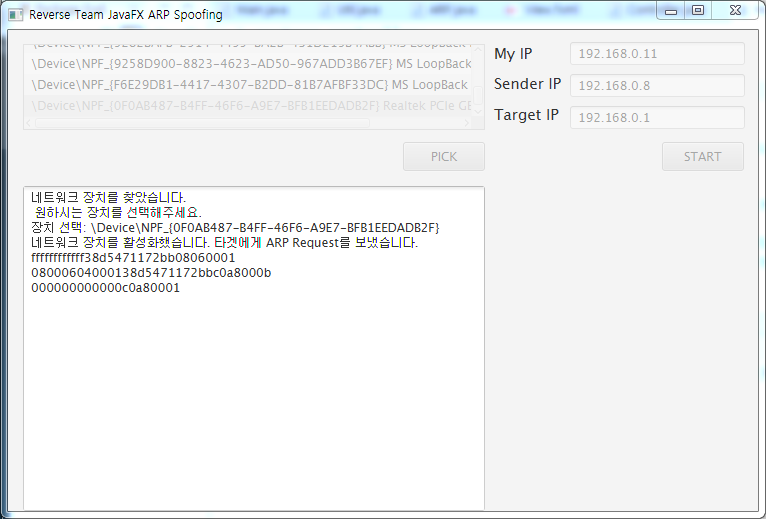 Reverse Team JavaFX ARP Spoofing
\Device\NPF_{9258D900-8823-4623-AD50-967ADD3B67EF} MS LoopBack
\Device\NPF_{F6E29DB1-4417-4307-B2DD-81B7AFBF33DC} MS LoopBack
\Device\NPF_{0F0AB487-B4FF-46F6-A9E7-BFB1EEDADB2F} Realtek PCIe GE
PICK
My IP 192.168.0.11
Sender IP 192.168.0.8
Target IP 192.168.0.1
START
네트워크 장치를 찾았습니다.
원하시는 장치를 선택해주세요.
장치 선택: \Device\NPF_{0F0AB487-B4FF-46F6-A9E7-BFB1EEDADB2F}
네트워크 장치를 활성화했습니다. 타겟에게 ARP Request를 보냈습니다.
ffffffffffff38d5471172bb08060001
08000604000138d5471172bbc0a8000b
000000000000c0a80001